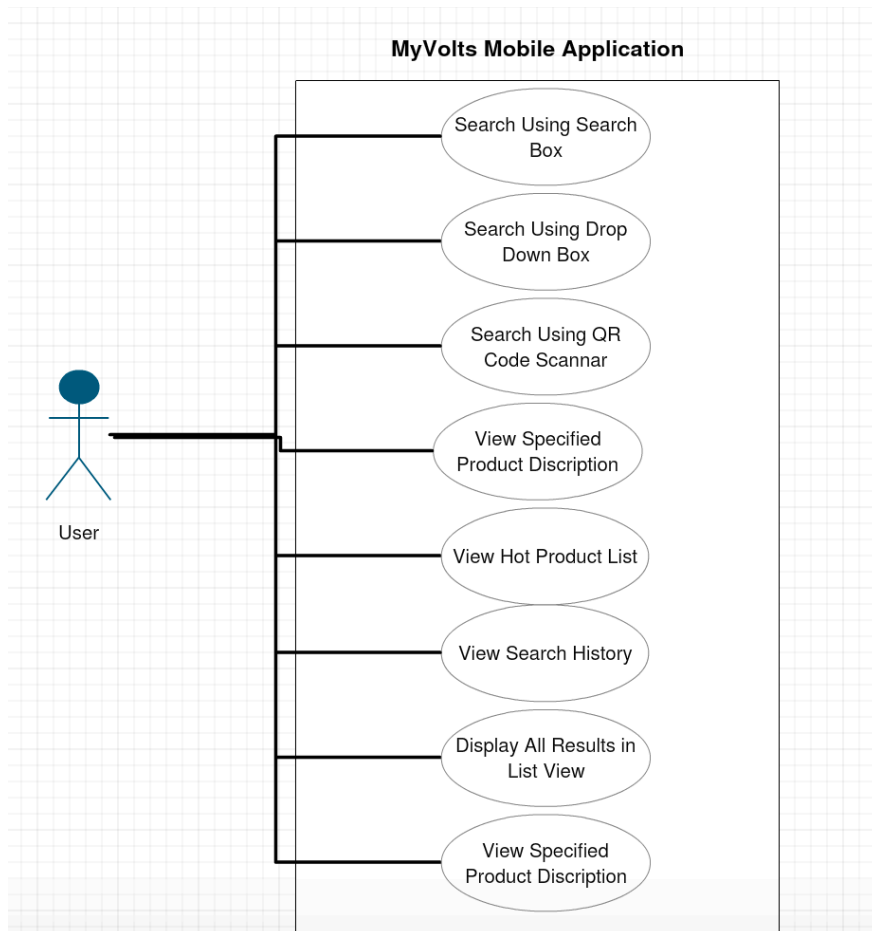 MyVolts Mobile Application
Search Using Search
Box
Search Using Drop
Down Box
Search Using QR
Code Scannar
View Specified
Product Discription
User
View Hot Product List
View Search History
Display All Results in
List View
View Specified
Product Discription